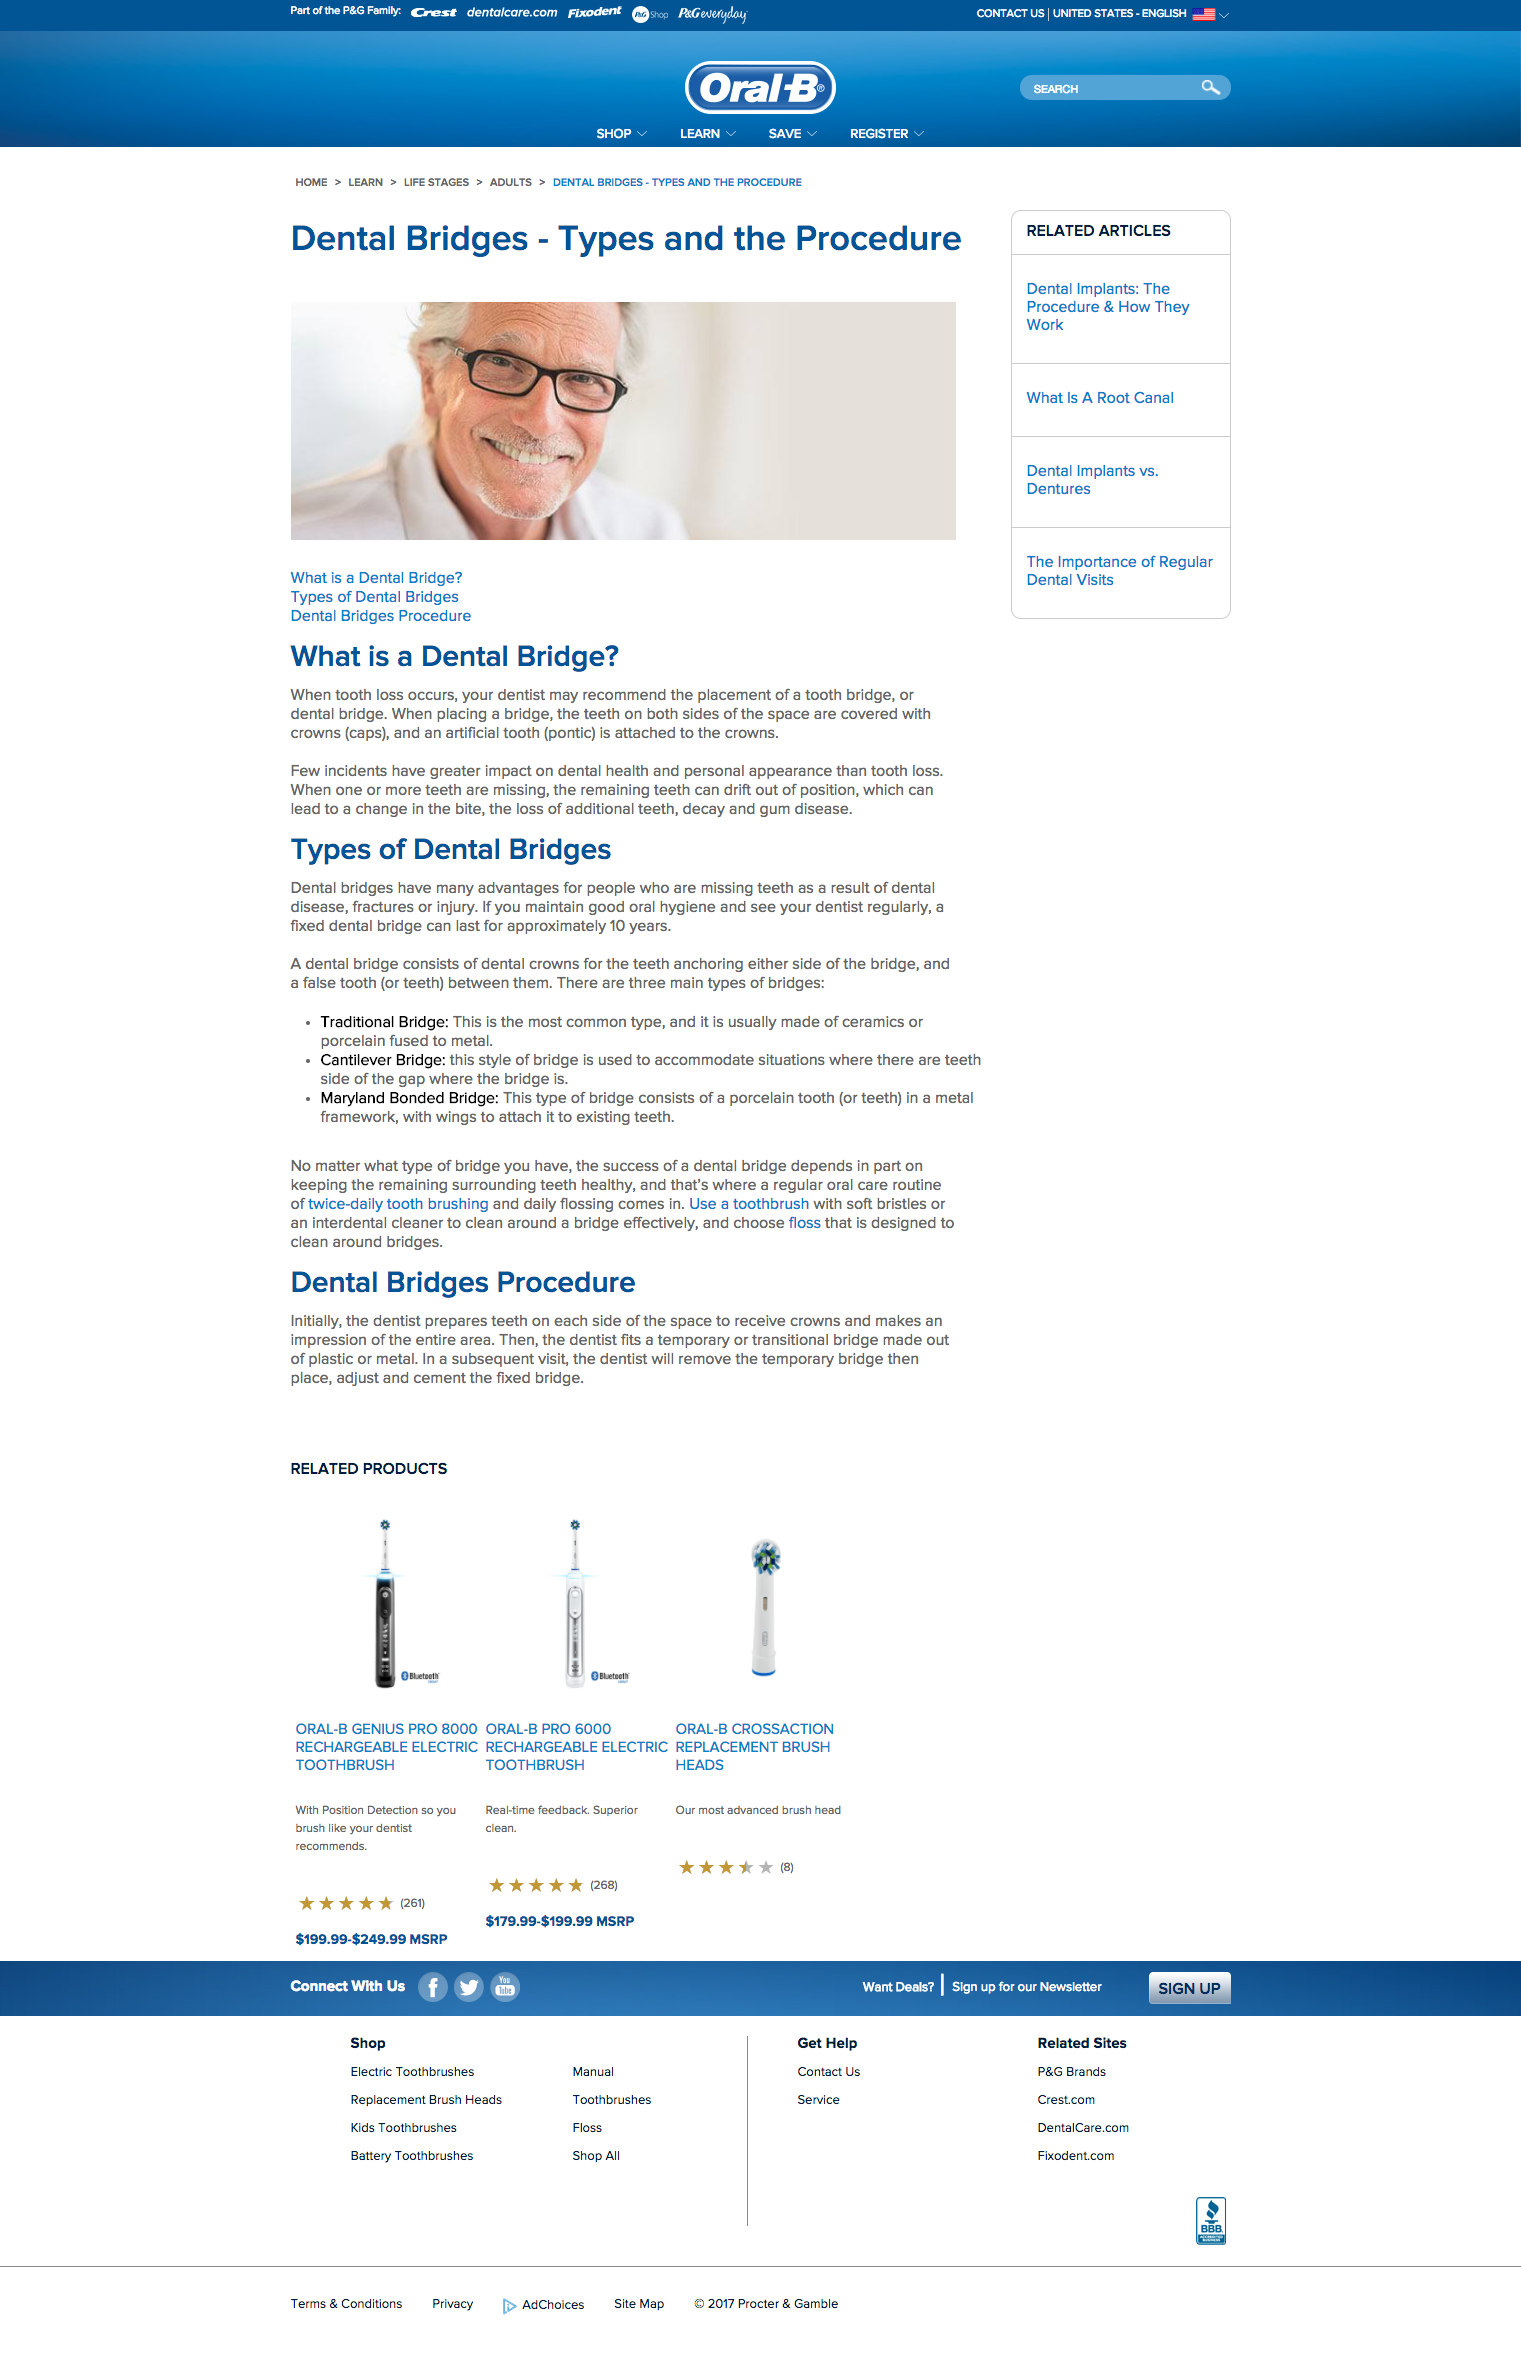 Part of the P&G Family: Crest dentalcare.com Fixodent P&G Shop P&G everyday
CONTACT US | UNITED STATES - ENGLISH
Oral-B®
SEARCH
SHOP LEARN SAVE REGISTER
HOME > LEARN > LIFE STAGES > ADULTS > DENTAL BRIDGES - TYPES AND THE PROCEDURE
Dental Bridges - Types and the Procedure
What is a Dental Bridge?
Types of Dental Bridges
Dental Bridges Procedure
What is a Dental Bridge?
When tooth loss occurs, your dentist may recommend the placement of a tooth bridge, or
dental bridge. When placing a bridge, the teeth on both sides of the space are covered with
crowns (caps), and an artificial tooth (pontic) is attached to the crowns.
Few incidents have greater impact on dental health and personal appearance than tooth loss.
When one or more teeth are missing, the remaining teeth can drift out of position, which can
lead to a change in the bite, the loss of additional teeth, decay and gum disease.
Types of Dental Bridges
Dental bridges have many advantages for people who are missing teeth as a result of dental
disease, fractures or injury. If you maintain good oral hygiene and see your dentist regularly, a
fixed dental bridge can last for approximately 10 years.
A dental bridge consists of dental crowns for the teeth anchoring either side of the bridge, and
a false tooth (or teeth) between them. There are three main types of bridges:
• Traditional Bridge: This is the most common type, and it is usually made of ceramics or
porcelain fused to metal.
• Cantilever Bridge: this style of bridge is used to accommodate situations where there are teeth
side of the gap where the bridge is.
• Maryland Bonded Bridge: This type of bridge consists of a porcelain tooth (or teeth) in a metal
framework, with wings to attach it to existing teeth.
No matter what type of bridge you have, the success of a dental bridge depends in part on
keeping the remaining surrounding teeth healthy, and that's where a regular oral care routine
of twice-daily tooth brushing and daily flossing comes in. Use a toothbrush with soft bristles or
an interdental cleaner to clean around a bridge effectively, and choose floss that is designed to
clean around bridges.
Dental Bridges Procedure
Initially, the dentist prepares teeth on each side of the space to receive crowns and makes an
impression of the entire area. Then, the dentist fits a temporary or transitional bridge made out
of plastic or metal. In a subsequent visit, the dentist will remove the temporary bridge then
place, adjust and cement the fixed bridge.
RELATED ARTICLES
Dental Implants: The
Procedure & How They
Work
What Is A Root Canal
Dental Implants vs.
Dentures
The Importance of Regular
Dental Visits
RELATED PRODUCTS
Bluetooth
Bluetooth
ORAL-B GENIUS PRO 8000
RECHARGEABLE ELECTRIC
TOOTHBRUSH
With Position Detection so you
brush like your dentist
recommends.
(261)
$199.99-$249.99 MSRP
ORAL-B PRO 6000
RECHARGEABLE ELECTRIC
TOOTHBRUSH
Real-time feedback. Superior
clean.
(268)
$179.99-$199.99 MSRP
ORAL-B CROSSACTION
REPLACEMENT BRUSH
HEADS
Our most advanced brush head
(8)
Connect With Us
You
Tube
Want Deals? | Sign up for our Newsletter
SIGN UP
Shop
Electric Toothbrushes
Replacement Brush Heads
Kids Toothbrushes
Battery Toothbrushes
Manual
Toothbrushes
Floss
Shop All
Get Help
Contact Us
Service
Related Sites
P&G Brands
Crest.com
DentalCare.com
Fixodent.com
BBB
ACCREDITED
BUSINESS
Terms & Conditions Privacy AdChoices Site Map © 2017 Procter & Gamble